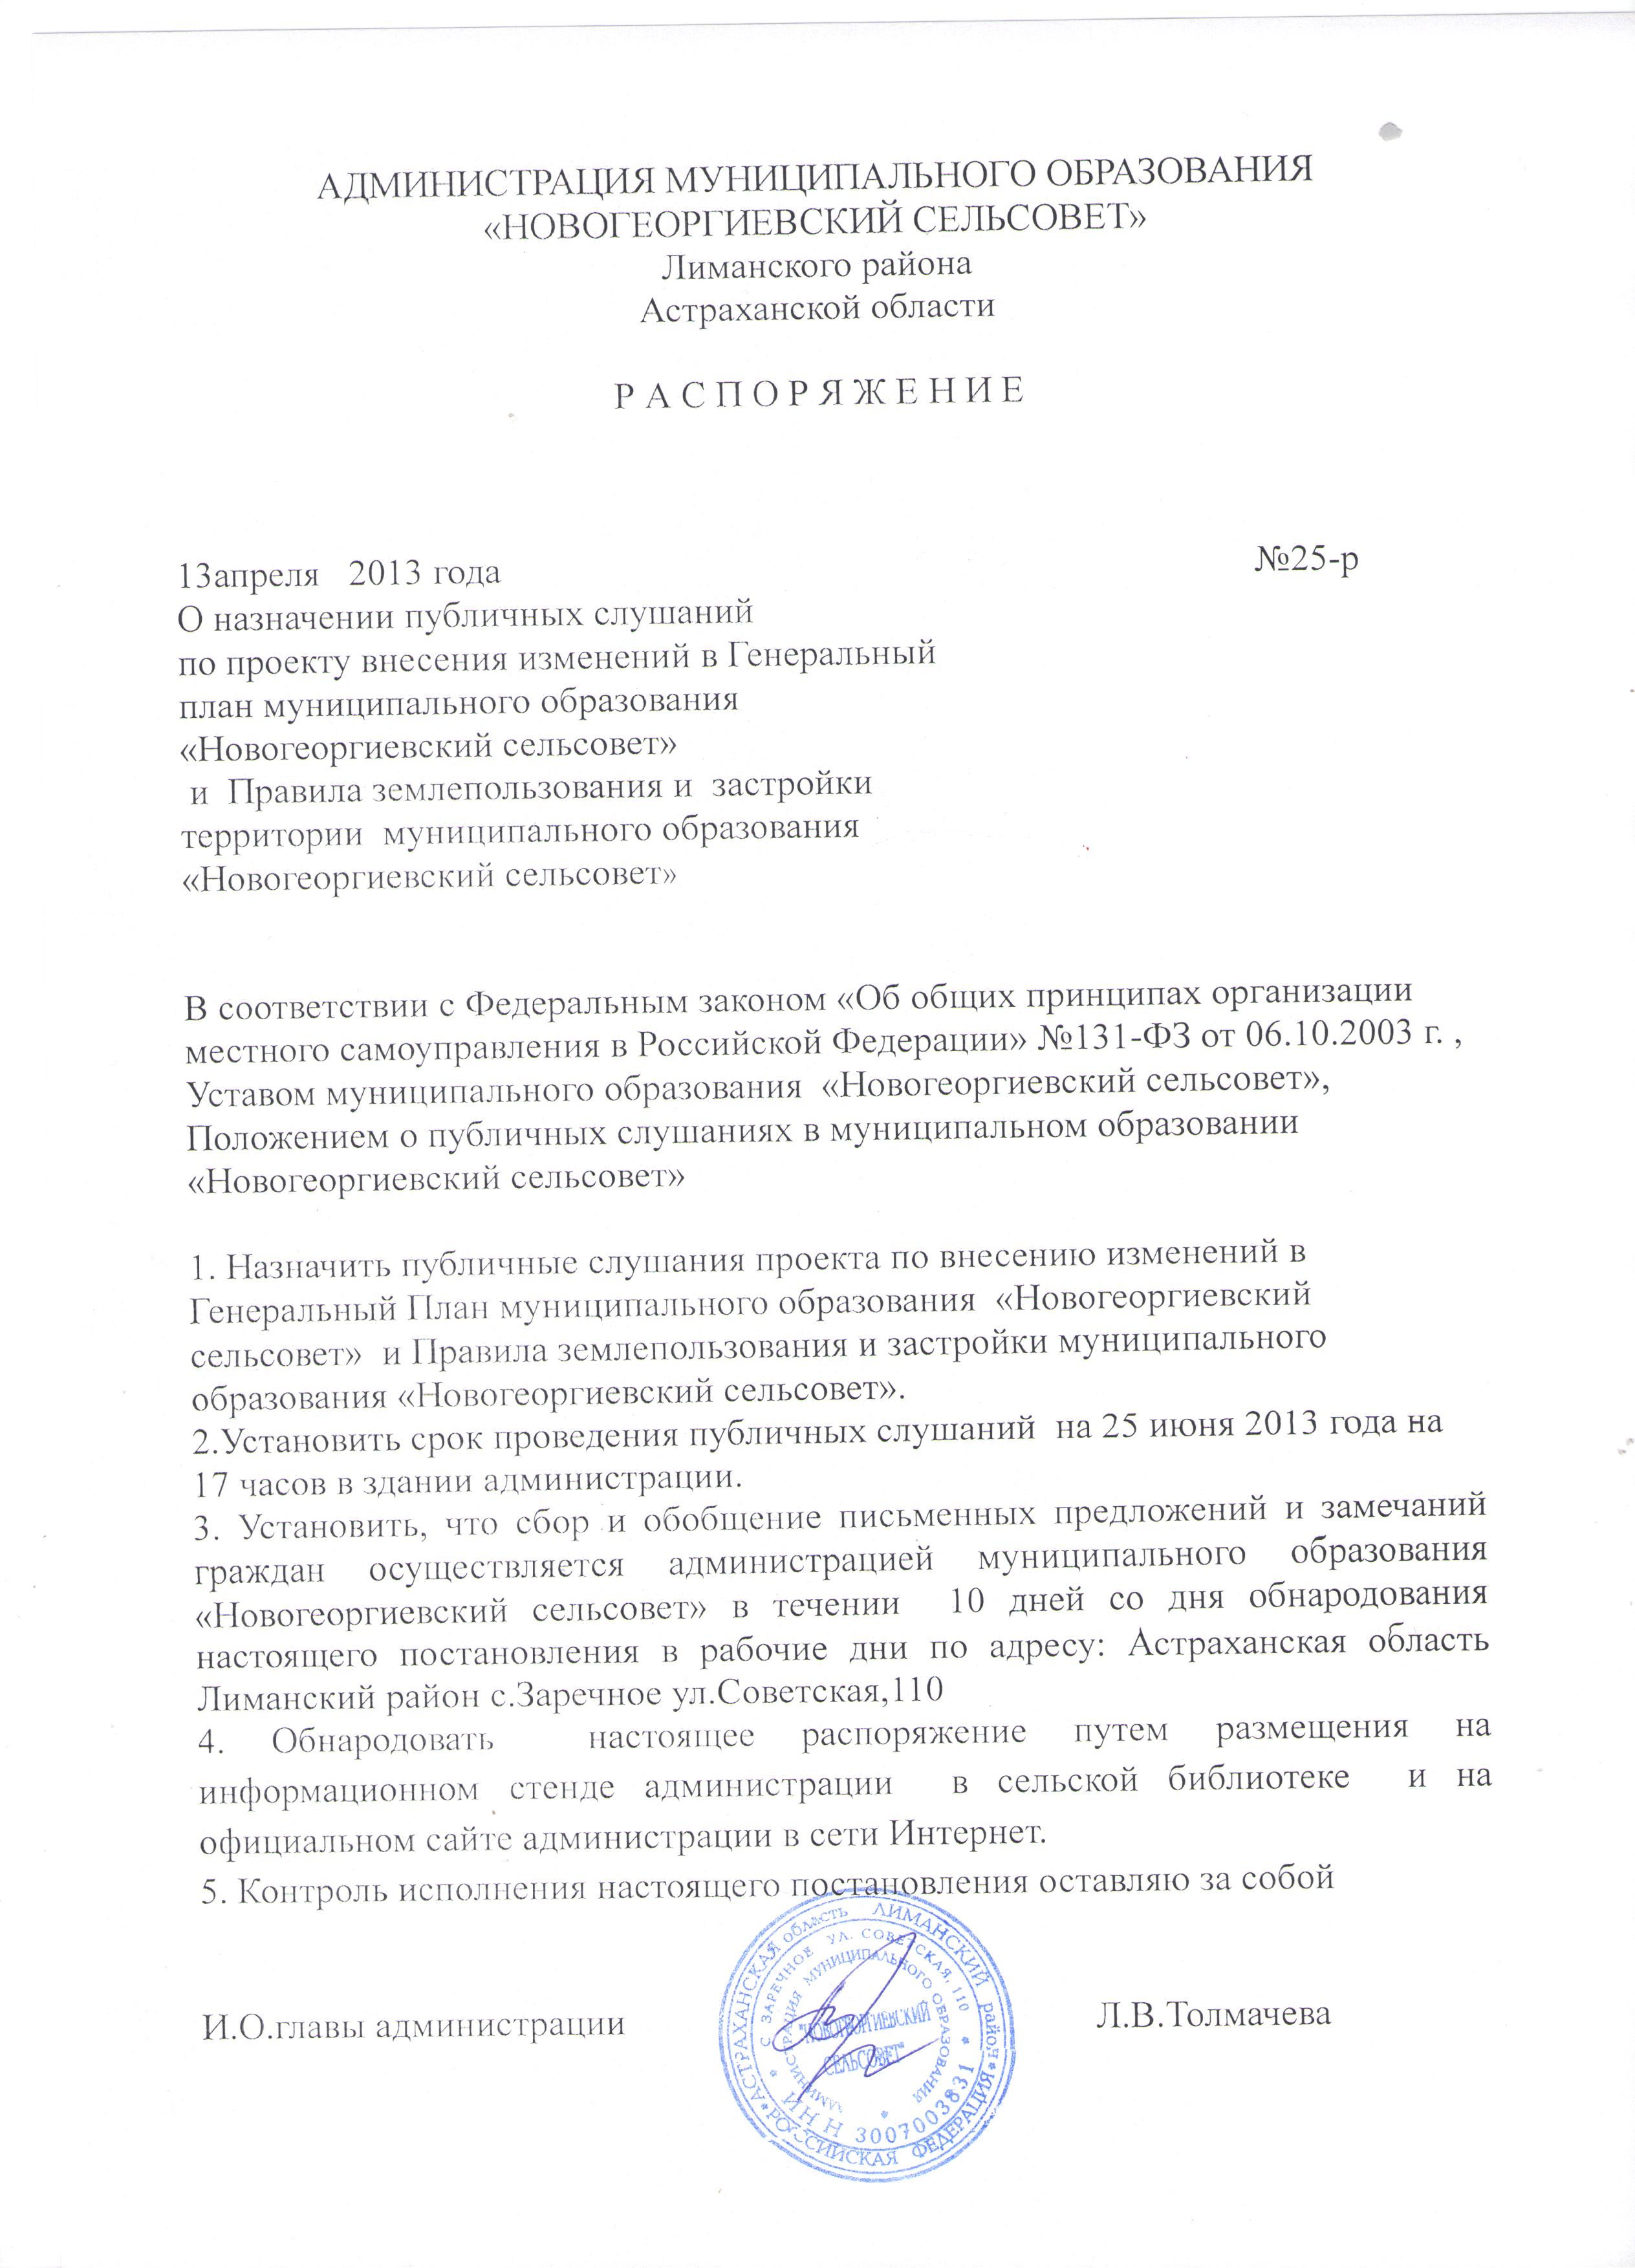 АДМИНИСТРАЦИЯ МУНИЦИПАЛЬНОГО ОБРАЗОВАНИЯ
«НОВОГЕОРГИЕВСКИЙ СЕЛЬСОВЕТ»
Лиманского района
Астраханской области
Р А С П О Р Я Ж Е Н И Е
13апреля 2013 года №25-р
О назначении публичных слушаний
по проекту внесения изменений в Генеральный
план муниципального образования
«Новогеоргиевский сельсовет»
и Правила землепользования и застройки
территории муниципального образования
«Новогеоргиевский сельсовет»
В соответствии с Федеральным законом «Об общих принципах организации
местного самоуправления в Российской Федерации» №131-ФЗ от 06.10.2003 г. ,
Уставом муниципального образования «Новогеоргиевский сельсовет»,
Положением о публичных слушаниях в муниципальном образовании
«Новогеоргиевский сельсовет»
1. Назначить публичные слушания проекта по внесению изменений в
Генеральный План муниципального образования «Новогеоргиевский
сельсовет» и Правила землепользования и застройки муниципального
образования «Новогеоргиевский сельсовет».
2.Установить срок проведения публичных слушаний на 25 июня 2013 года на
17 часов в здании администрации.
3. Установить, что сбор и обобщение письменных предложений и замечаний
граждан осуществляется администрацией муниципального образования
«Новогеоргиевский сельсовет» в течении 10 дней со дня обнародования
настоящего постановления в рабочие дни по адресу: Астраханская область
Лиманский район с.Заречное ул.Советская,110
4. Обнародовать настоящее распоряжение путем размещения на
информационном стенде администрации в сельской библиотеке и на
официальном сайте администрации в сети Интернет.
5. Контроль исполнения настоящего постановления оставляю за собой
И.О.главы администрации Л.В.Толмачева
АСТРАХАНСКАЯ область ЛИМАНСКИЙ район * РОССИЙСКАЯ ФЕДЕРАЦИЯ *
* С ЗАРЕЧНОЕ УЛ. СОВЕТСКАЯ, 110 *
ИНН 3007003831
АДМИНИСТРАЦИЯ МУНИЦИПАЛЬНОГО ОБРАЗОВАНИЯ *
"НОВОГЕОРГИЕВСКИЙ
СЕЛЬСОВЕТ"